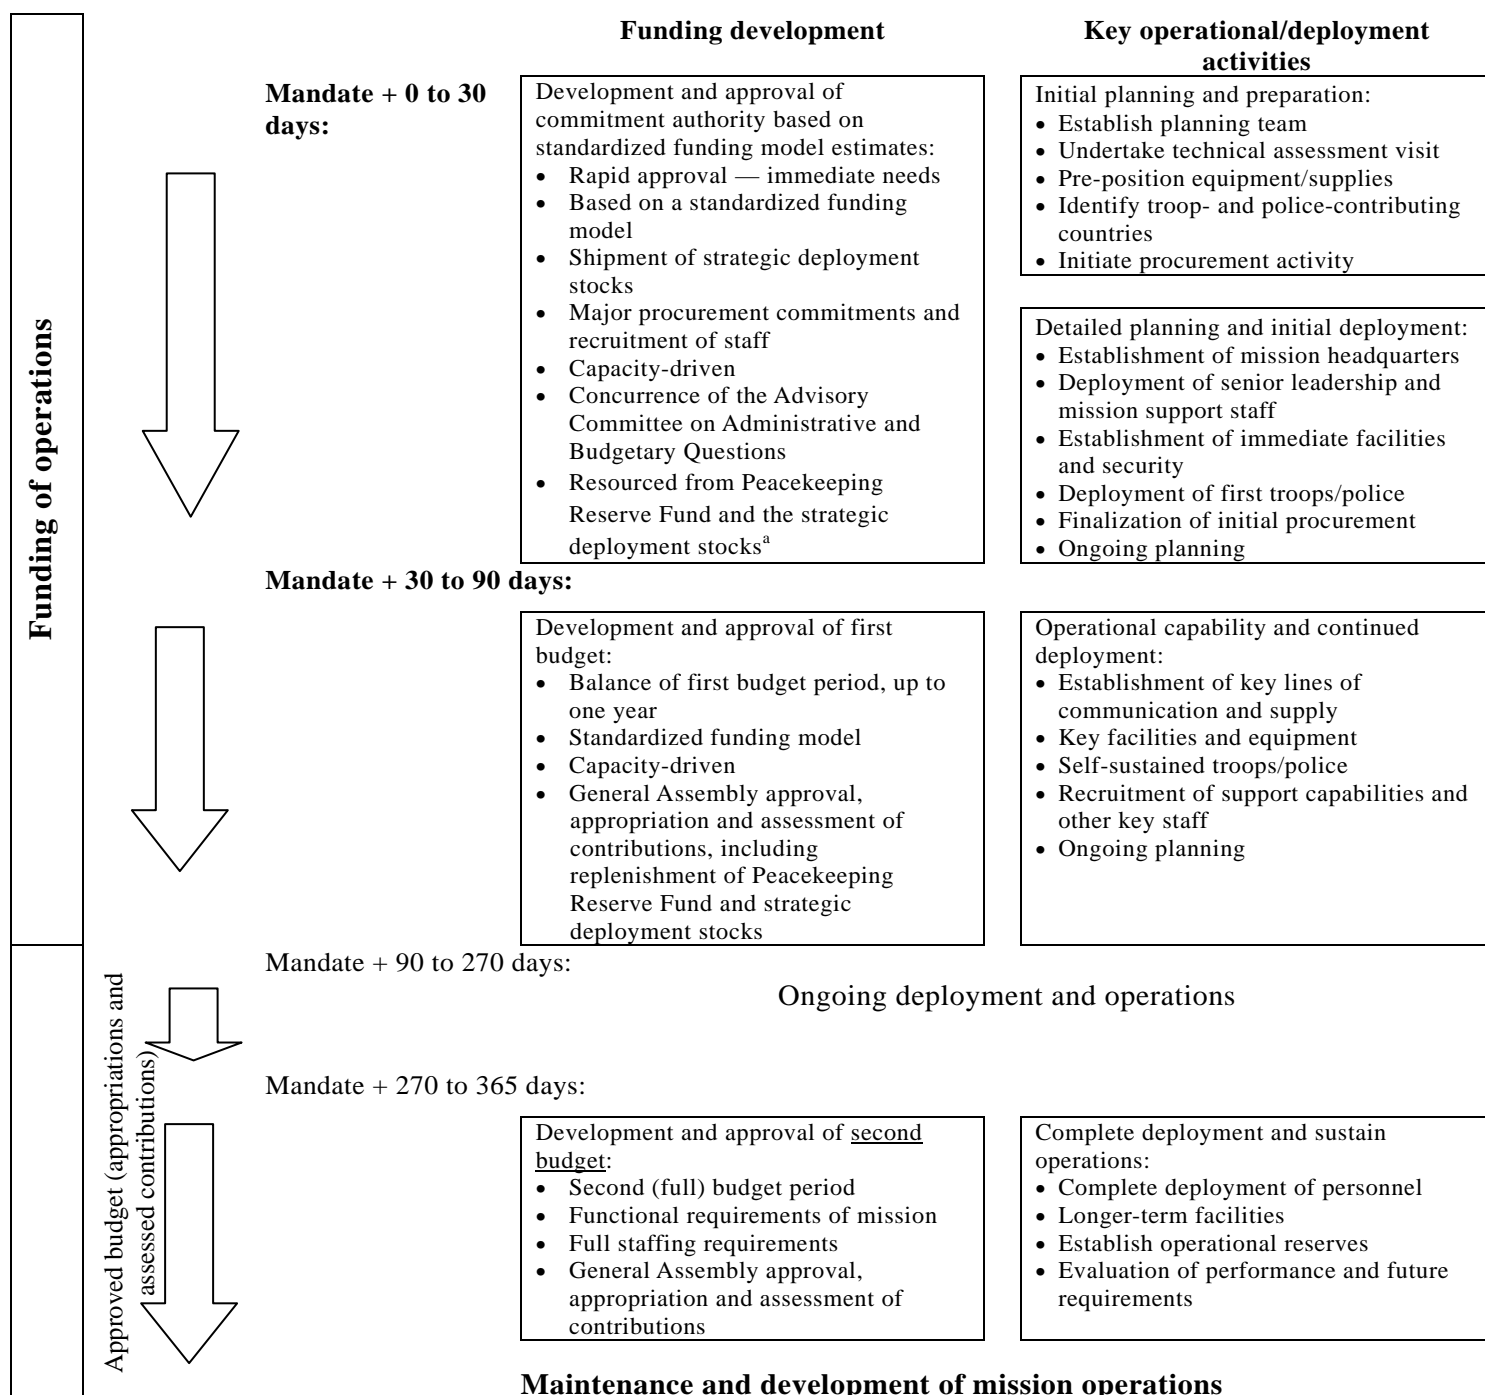 Funding development
Key operational/deployment
activities
Funding of operations
Mandate + 0 to 30
days:
Development and approval of
commitment authority based on
standardized funding model estimates:
• Rapid approval — immediate needs
• Based on a standardized funding
model
• Shipment of strategic deployment
stocks
• Major procurement commitments and
recruitment of staff
• Capacity-driven
• Concurrence of the Advisory
Committee on Administrative and
Budgetary Questions
• Resourced from Peacekeeping
Reserve Fund and the strategic
deployment stocksᵃ
Initial planning and preparation:
• Establish planning team
• Undertake technical assessment visit
• Pre-position equipment/supplies
• Identify troop- and police-contributing
countries
• Initiate procurement activity
Detailed planning and initial deployment:
• Establishment of mission headquarters
• Deployment of senior leadership and
mission support staff
• Establishment of immediate facilities
and security
• Deployment of first troops/police
• Finalization of initial procurement
• Ongoing planning
Mandate + 30 to 90 days:
Development and approval of first
budget:
• Balance of first budget period, up to
one year
• Standardized funding model
• Capacity-driven
• General Assembly approval,
appropriation and assessment of
contributions, including
replenishment of Peacekeeping
Reserve Fund and strategic
deployment stocks
Operational capability and continued
deployment:
• Establishment of key lines of
communication and supply
• Key facilities and equipment
• Self-sustained troops/police
• Recruitment of support capabilities and
other key staff
• Ongoing planning
Approved budget (appropriations and
assessed contributions)
Mandate + 90 to 270 days:
Ongoing deployment and operations
Mandate + 270 to 365 days:
Development and approval of second
budget:
• Second (full) budget period
• Functional requirements of mission
• Full staffing requirements
• General Assembly approval,
appropriation and assessment of
contributions
Complete deployment and sustain
operations:
• Complete deployment of personnel
• Longer-term facilities
• Establish operational reserves
• Evaluation of performance and future
requirements
Maintenance and development of mission operations